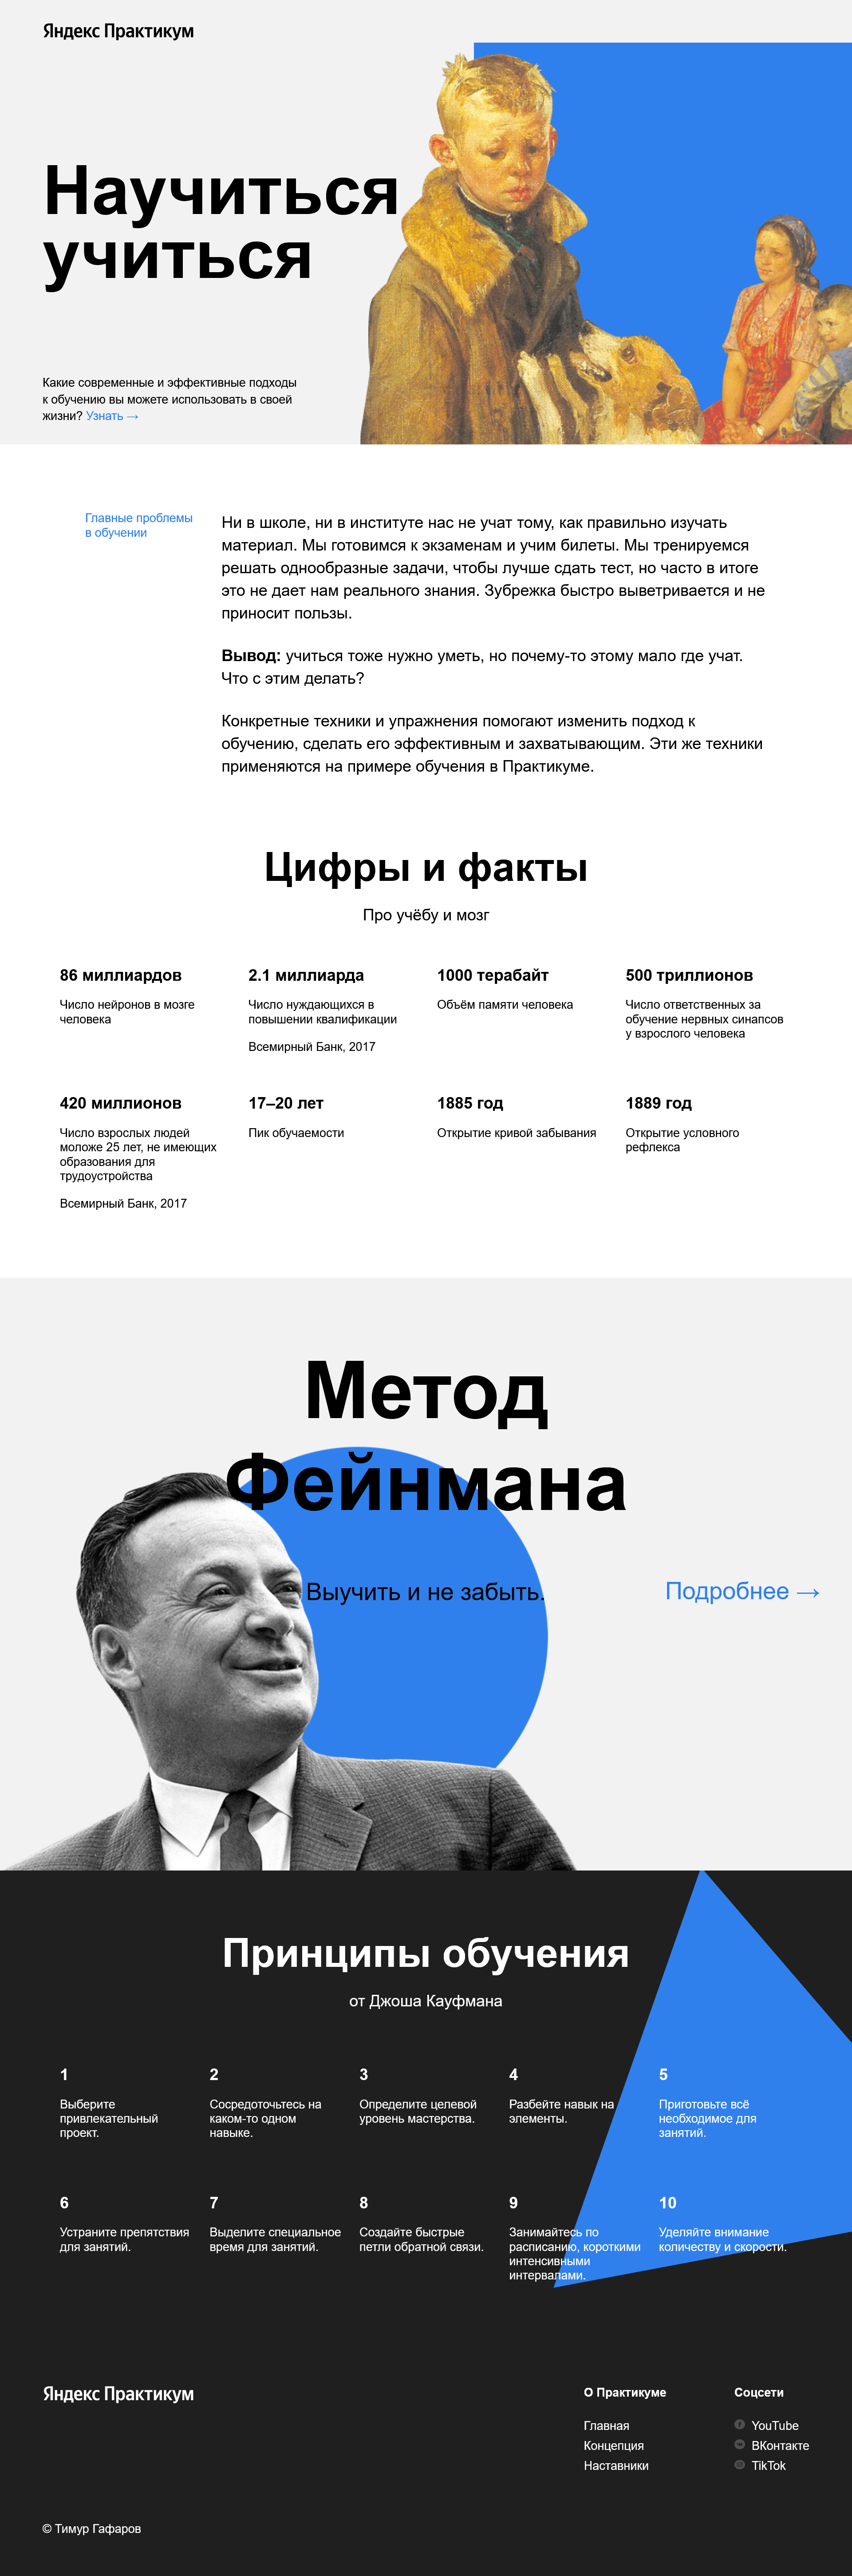 Яндекс Практикум
Научиться
учиться
Какие современные и эффективные подходы
к обучению вы можете использовать в своей
жизни? Узнать →
Главные проблемы
в обучении
Ни в школе, ни в институте нас не учат тому, как правильно изучать
материал. Мы готовимся к экзаменам и учим билеты. Мы тренируемся
решать однообразные задачи, чтобы лучше сдать тест, но часто в итоге
это не дает нам реального знания. Зубрежка быстро выветривается и не
приносит пользы.
Вывод: учиться тоже нужно уметь, но почему-то этому мало где учат.
Что с этим делать?
Конкретные техники и упражнения помогают изменить подход к
обучению, сделать его эффективным и захватывающим. Эти же техники
применяются на примере обучения в Практикуме.
Цифры и факты
Про учёбу и мозг
86 миллиардов
Число нейронов в мозге
человека
2.1 миллиарда
Число нуждающихся в
повышении квалификации
Всемирный Банк, 2017
1000 терабайт
Объём памяти человека
500 триллионов
Число ответственных за
обучение нервных синапсов
у взрослого человека
420 миллионов
Число взрослых людей
моложе 25 лет, не имеющих
образования для
трудоустройства
Всемирный Банк, 2017
17–20 лет
Пик обучаемости
1885 год
Открытие кривой забывания
1889 год
Открытие условного
рефлекса
Метод
Фейнмана
Выучить и не забыть.
Подробнее →
Принципы обучения
от Джоша Кауфмана
1
Выберите
привлекательный
проект.
2
Сосредоточьтесь на
каком-то одном
навыке.
3
Определите целевой
уровень мастерства.
4
Разбейте навык на
элементы.
5
Приготовьте всё
необходимое для
занятий.
6
Устраните препятствия
для занятий.
7
Выделите специальное
время для занятий.
8
Создайте быстрые
петли обратной связи.
9
Занимайтесь по
расписанию, короткими
интенсивными
интервалами.
10
Уделяйте внимание
количеству и скорости.
Яндекс Практикум
О Практикуме
Главная
Концепция
Наставники
Соцсети
YouTube
ВКонтакте
TikTok
© Тимур Гафаров